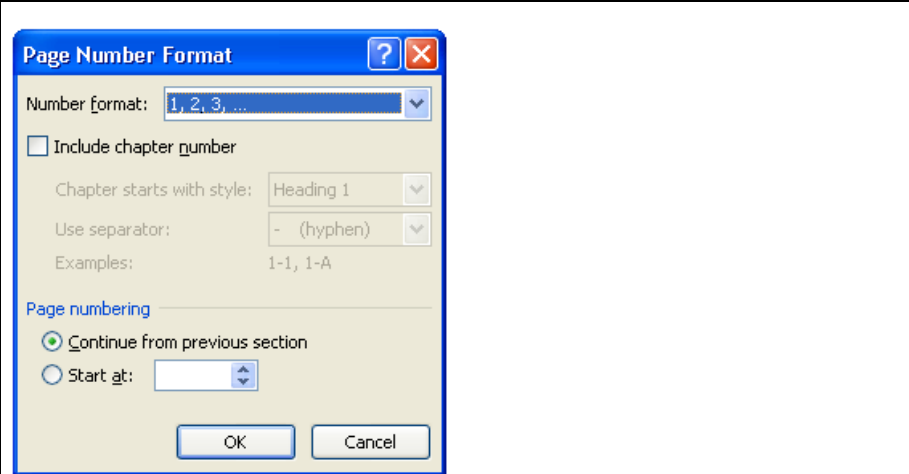 Page Number Format
Number format: 1, 2, 3, ...
Include chapter number
Chapter starts with style: Heading 1
Use separator: - (hyphen)
Examples: 1-1, 1-A
Page numbering
Continue from previous section
Start at:
OK Cancel